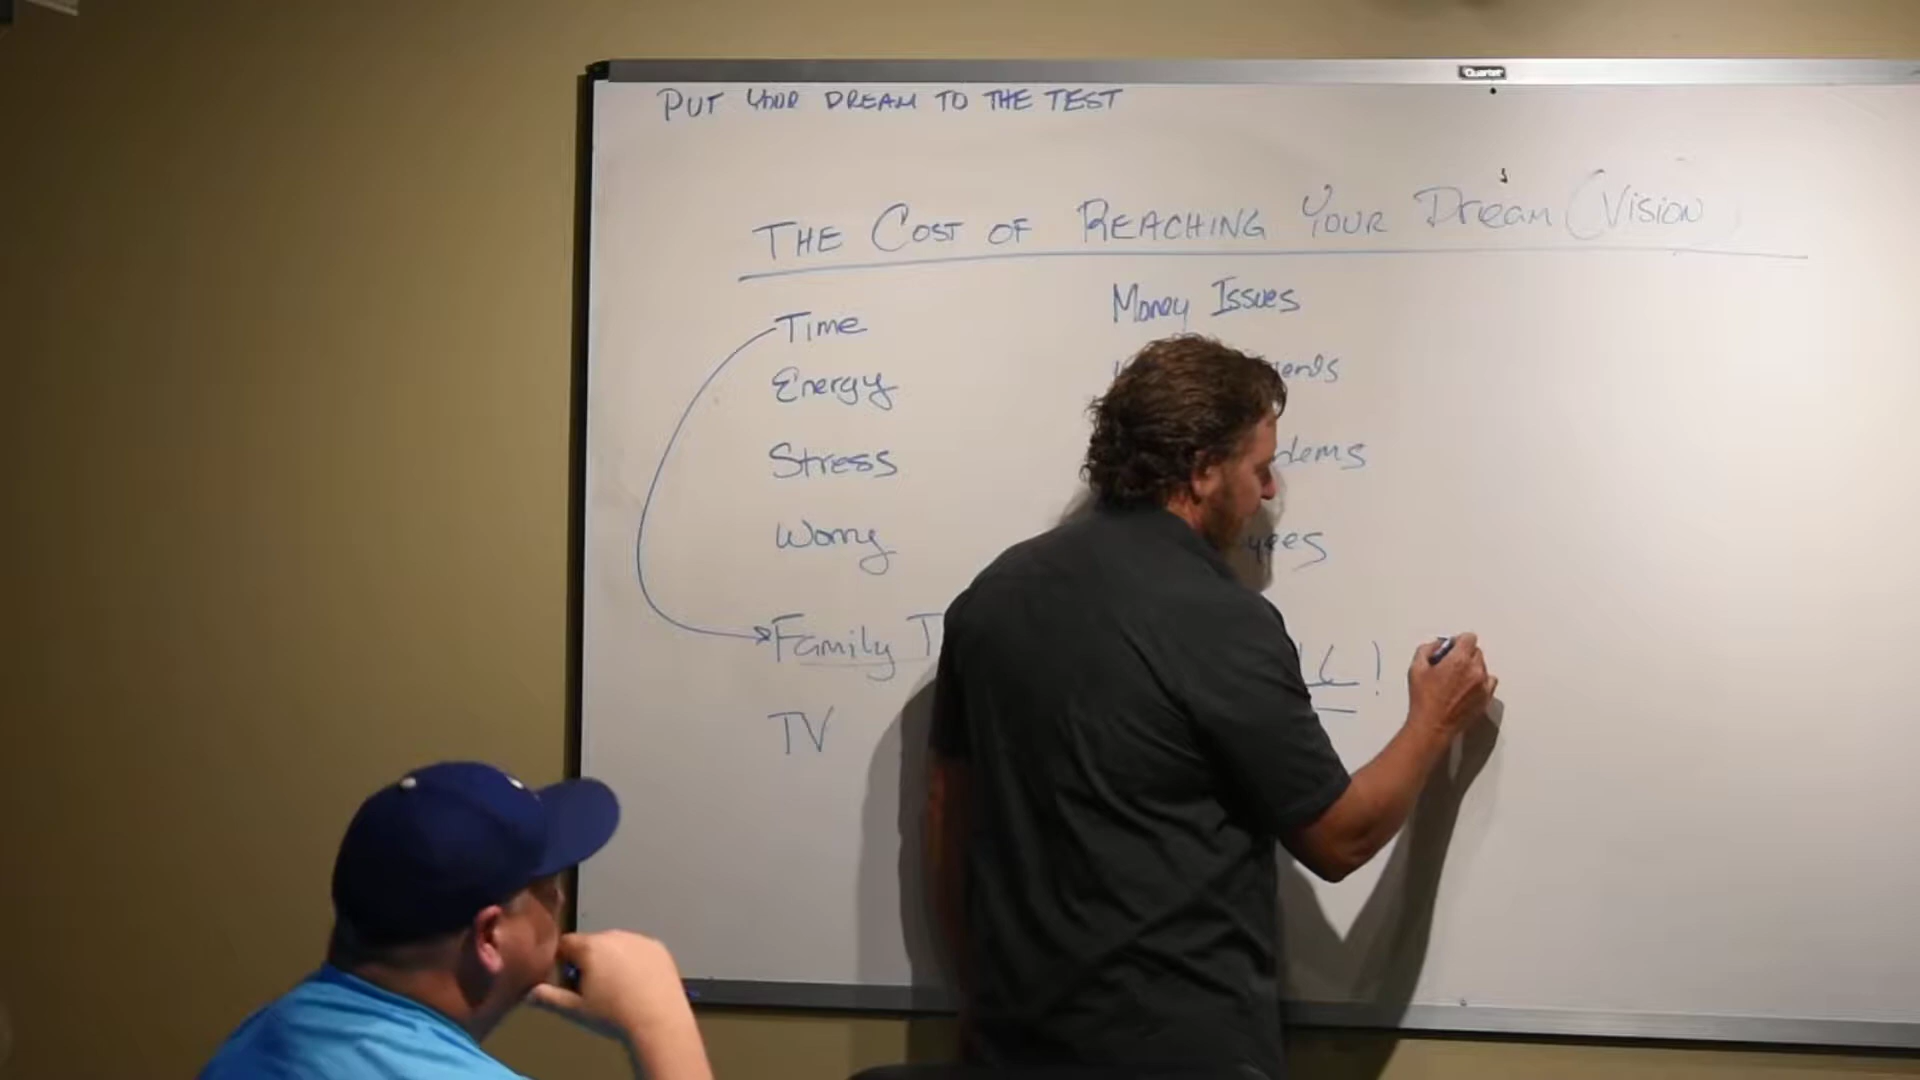 Quartet
PUT YOUR DREAM TO THE TEST
THE COST OF REACHING YOUR Dream (Vision)
Time
Energy
Stress
Worry
Family
TV
Money Issues